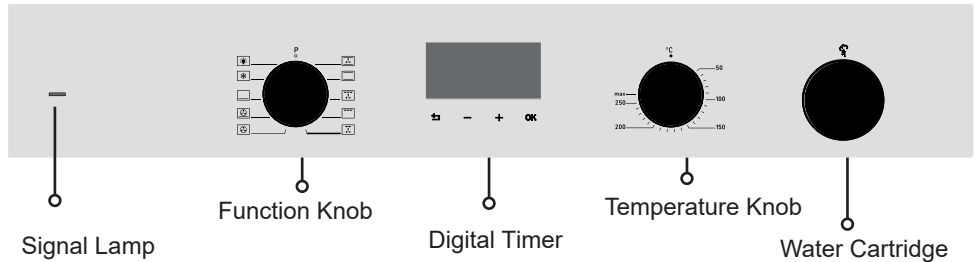 P
°C
50
100
150
200
250
max
- + OK
Signal Lamp
Function Knob
Digital Timer
Temperature Knob
Water Cartridge